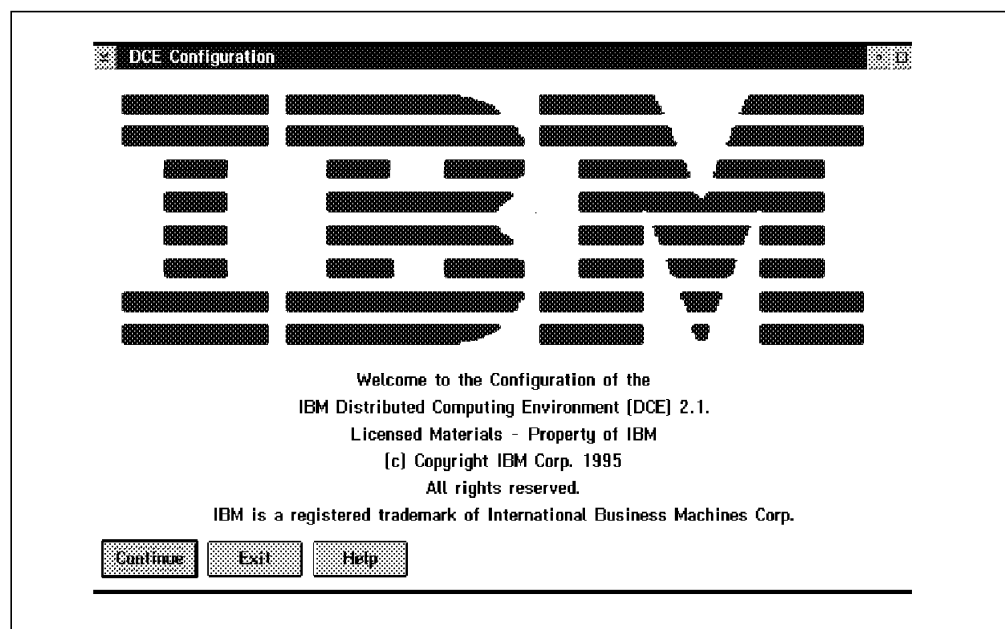 DCE Configuration
IBM
Welcome to the Configuration of the
IBM Distributed Computing Environment (DCE) 2.1.
Licensed Materials - Property of IBM
(c) Copyright IBM Corp. 1995
All rights reserved.
IBM is a registered trademark of International Business Machines Corp.
Continue Exit Help